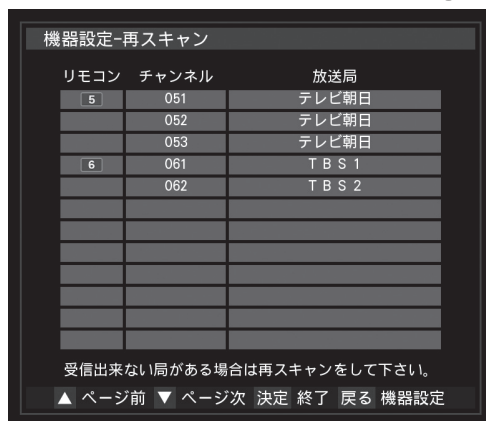 機器設定-再スキャン
リモコン チャンネル 放送局
5 051 テレビ朝日
052 テレビ朝日
053 テレビ朝日
6 061 TBS1
062 TBS2
受信出来ない局がある場合は再スキャンをして下さい。
▲ ページ前 ▼ ページ次 決定 終了 戻る 機器設定